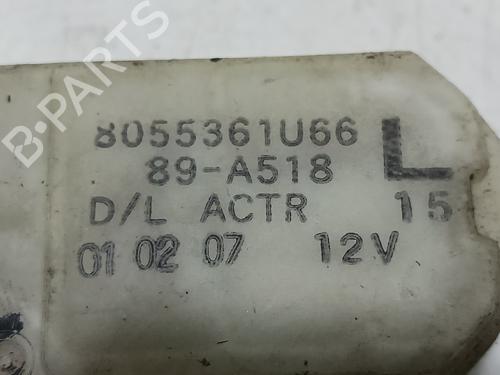 B-PARTS
8055361U66
89-A518
L
D/L ACTR 15
01 02 07 12V